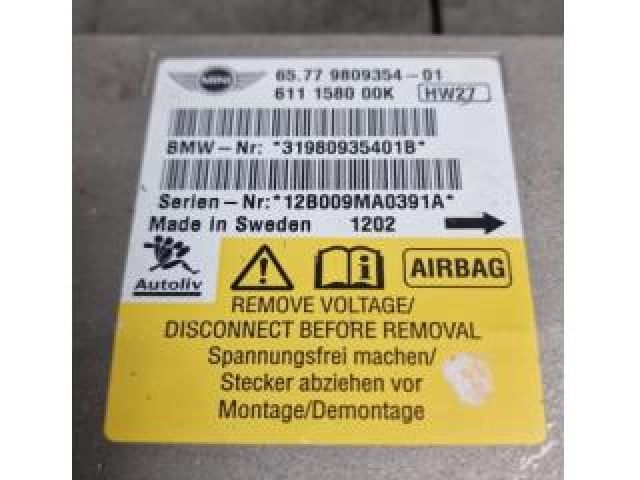 MINI
65.77 9809354-01
611 1580 00K HW27
BMW-Nr: *31980935401B*
Serien-Nr:*12B009MA0391A*
Made in Sweden 1202
Autoliv
AIRBAG
REMOVE VOLTAGE/
DISCONNECT BEFORE REMOVAL
Spannungsfrei machen/
Stecker abziehen vor
Montage/Demontage